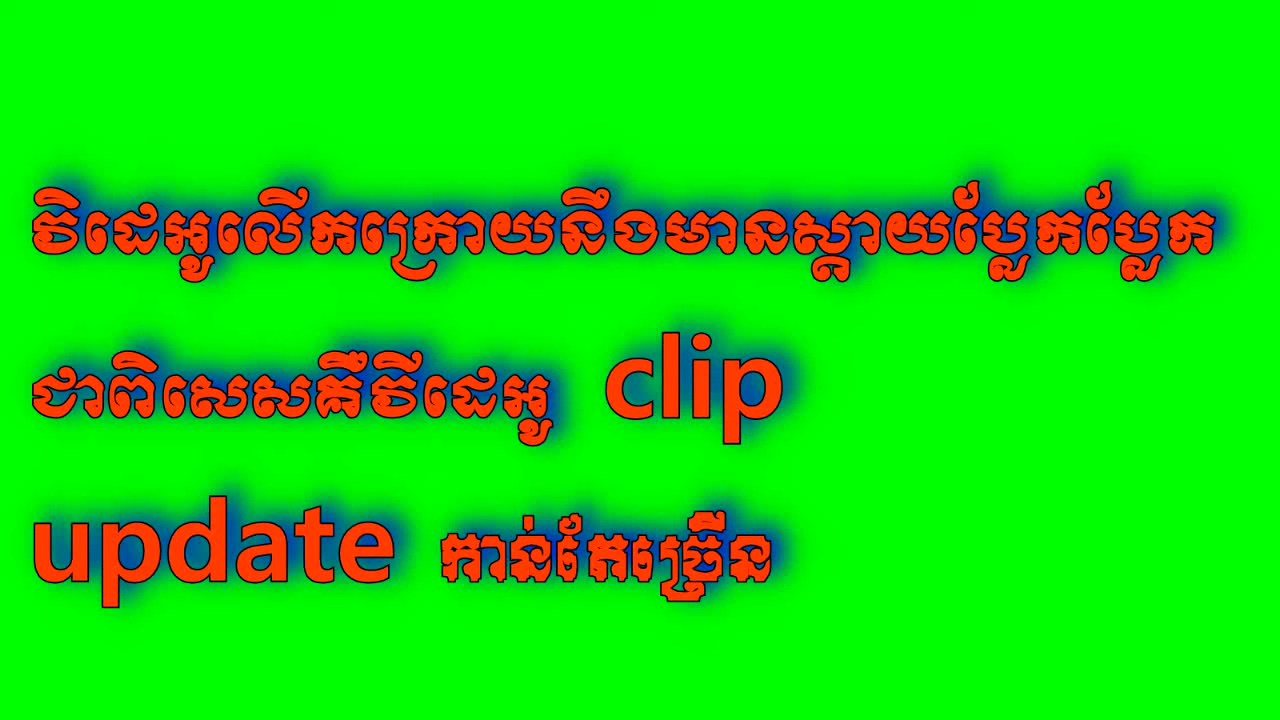 វិដេអូលើកក្រោយនឹងមានស្តាយប្លែកប្លែក
ជាពិសេសគឺវីដេអូ clip
update កាន់តែច្រើន